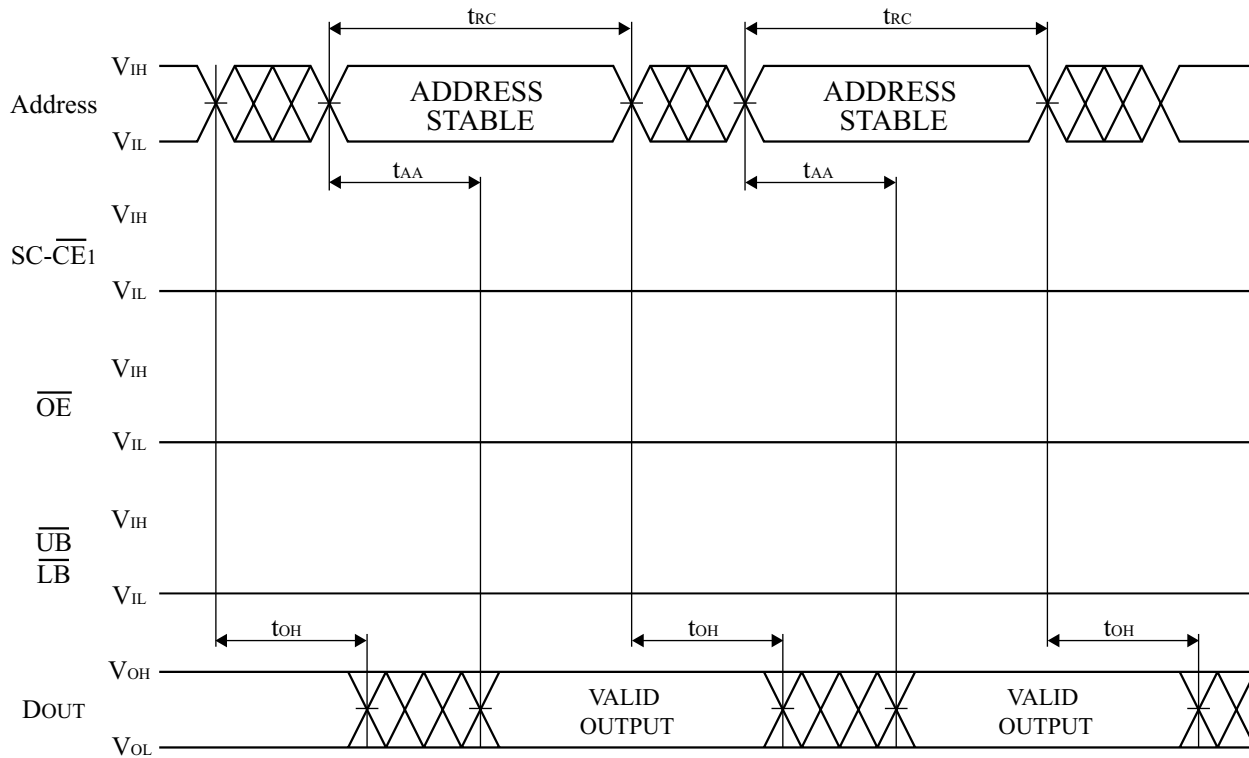 tRC tRC
VIH
Address
ADDRESS STABLE
ADDRESS STABLE
VIL
tAA tAA
VIH
SC-CE1
VIL
VIH
OE
VIL
VIH
UB
LB
VIL
tOH tOH tOH
VOH
DOUT
VALID OUTPUT
VALID OUTPUT
VOL